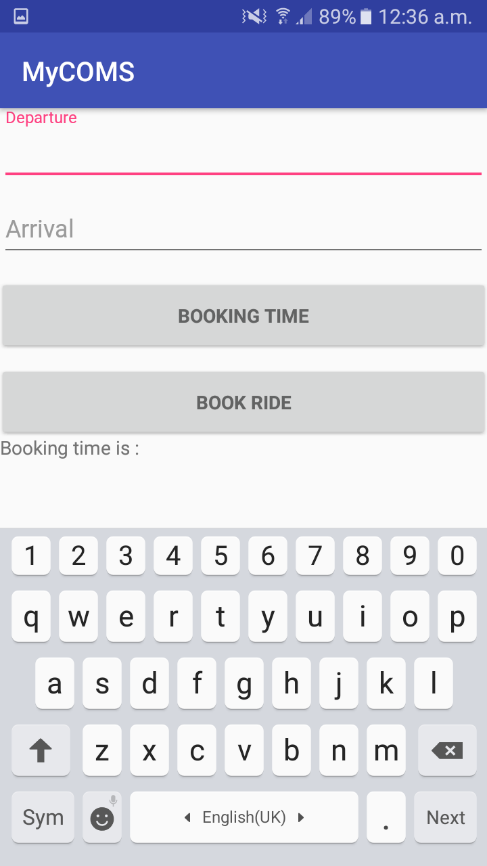 89% 12:36 a.m.
MyCOMS
Departure
Arrival
BOOKING TIME
BOOK RIDE
Booking time is :
1 2 3 4 5 6 7 8 9 0
q w e r t y u i o p
a s d f g h j k l
z x c v b n m
Sym English(UK) . Next